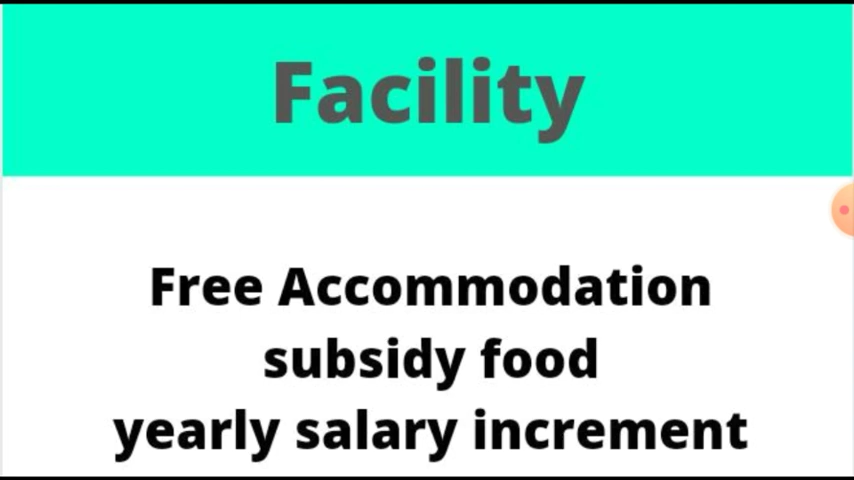 Facility
Free Accommodation
subsidy food
yearly salary increment